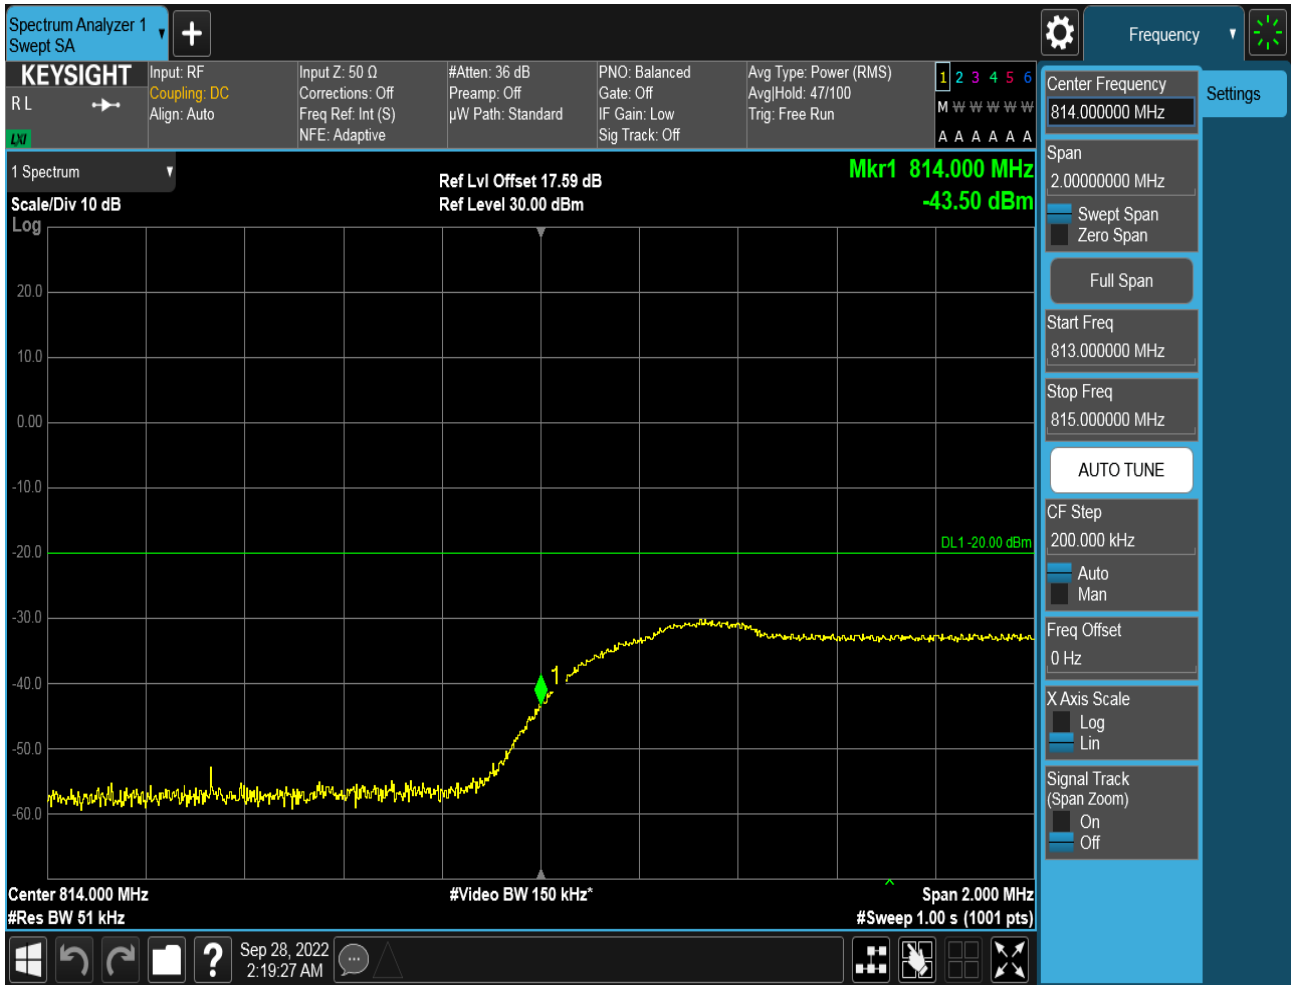 Spectrum Analyzer 1
Swept SA
Frequency
KEYSIGHT
R L
LXI
Input: RF
Coupling: DC
Align: Auto
Input Z: 50 Ω
Corrections: Off
Freq Ref: Int (S)
NFE: Adaptive
#Atten: 36 dB
Preamp: Off
µW Path: Standard
PNO: Balanced
Gate: Off
IF Gain: Low
Sig Track: Off
Avg Type: Power (RMS)
Avg|Hold: 47/100
Trig: Free Run
1 2 3 4 5 6
M W W W W W
A A A A A A
1 Spectrum
Scale/Div 10 dB
Log
Ref Lvl Offset 17.59 dB
Ref Level 30.00 dBm
Mkr1 814.000 MHz
-43.50 dBm
20.0
10.0
0.00
-10.0
-20.0
-30.0
-40.0
-50.0
-60.0
DL1 -20.00 dBm
1
Center 814.000 MHz
#Res BW 51 kHz
#Video BW 150 kHz*
Span 2.000 MHz
#Sweep 1.00 s (1001 pts)
Center Frequency
814.000000 MHz
Settings
Span
2.00000000 MHz
Swept Span
Zero Span
Full Span
Start Freq
813.000000 MHz
Stop Freq
815.000000 MHz
AUTO TUNE
CF Step
200.000 kHz
Auto
Man
Freq Offset
0 Hz
X Axis Scale
Log
Lin
Signal Track
(Span Zoom)
On
Off
?
Sep 28, 2022
2:19:27 AM